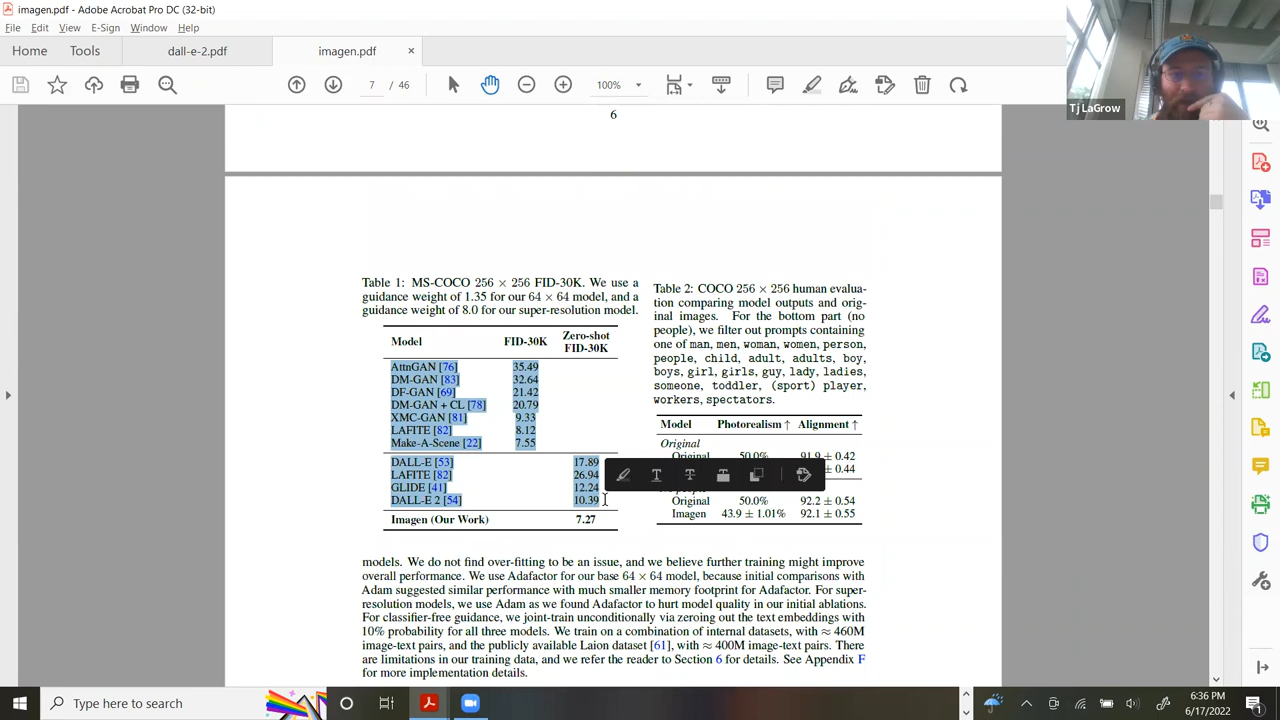 imagen.pdf - Adobe Acrobat Pro DC (32-bit)
File Edit View E-Sign Window Help
Home Tools dall-e-2.pdf imagen.pdf ×
7 / 46 100%
Tj LaGrow
6
Table 1: MS-COCO 256 × 256 FID-30K. We use a
guidance weight of 1.35 for our 64 × 64 model, and a
guidance weight of 8.0 for our super-resolution model.
Model FID-30K Zero-shot
FID-30K
AttnGAN [76] 35.49
DM-GAN [83] 32.64
DF-GAN [69] 21.42
DM-GAN + CL [78] 20.79
XMC-GAN [81] 9.33
LAFITE [82] 8.12
Make-A-Scene [22] 7.55
DALL-E [53] 17.89
LAFITE [82] 26.94
GLIDE [41] 12.24
DALL-E 2 [54] 10.39
Imagen (Our Work) 7.27
Table 2: COCO 256 × 256 human evalua-
tion comparing model outputs and orig-
inal images. For the bottom part (no
people), we filter out prompts containing
one of man, men, woman, women, person,
people, child, adult, adults, boy,
boys, girl, girls, guy, lady, ladies,
someone, toddler, (sport) player,
workers, spectators.
Model Photorealism ↑ Alignment ↑
Original
Original 50.0% 91.9 ± 0.42
± 0.44
Original 50.0% 92.2 ± 0.54
Imagen 43.9 ± 1.01% 92.1 ± 0.55
models. We do not find over-fitting to be an issue, and we believe further training might improve
overall performance. We use Adafactor for our base 64 × 64 model, because initial comparisons with
Adam suggested similar performance with much smaller memory footprint for Adafactor. For super-
resolution models, we use Adam as we found Adafactor to hurt model quality in our initial ablations.
For classifier-free guidance, we joint-train unconditionally via zeroing out the text embeddings with
10% probability for all three models. We train on a combination of internal datasets, with ≈ 460M
image-text pairs, and the publicly available Laion dataset [61], with ≈ 400M image-text pairs. There
are limitations in our training data, and we refer the reader to Section 6 for details. See Appendix F
for more implementation details.
Type here to search
6:36 PM
6/17/2022
1